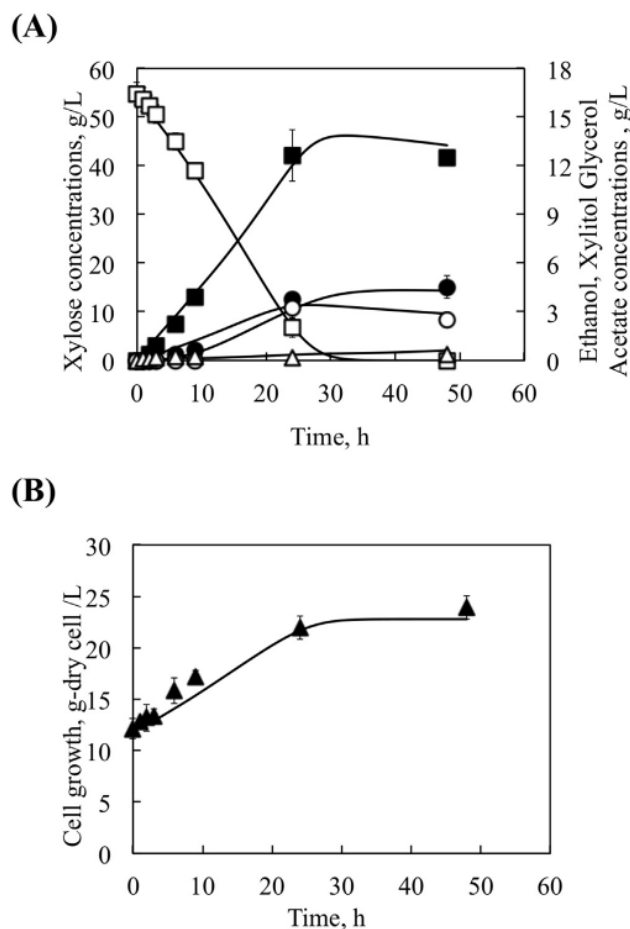 (A)
Xylose concentrations, g/L
60
50
40
30
20
10
0
18
15
12
9
6
3
0
Ethanol, Xylitol Glycerol
Acetate concentrations , g/L
0 10 20 30 40 50 60
Time, h
(B)
Cell growth, g-dry cell /L
30
25
20
15
10
5
0
0 10 20 30 40 50 60
Time, h